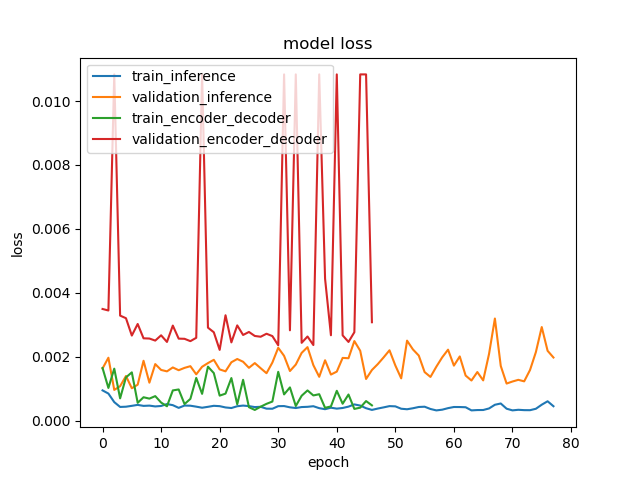 model loss
train_inference
validation_inference
train_encoder_decoder
validation_encoder_decoder
0.010
0.008
0.006
0.004
0.002
0.000
loss
0 10 20 30 40 50 60 70 80
epoch